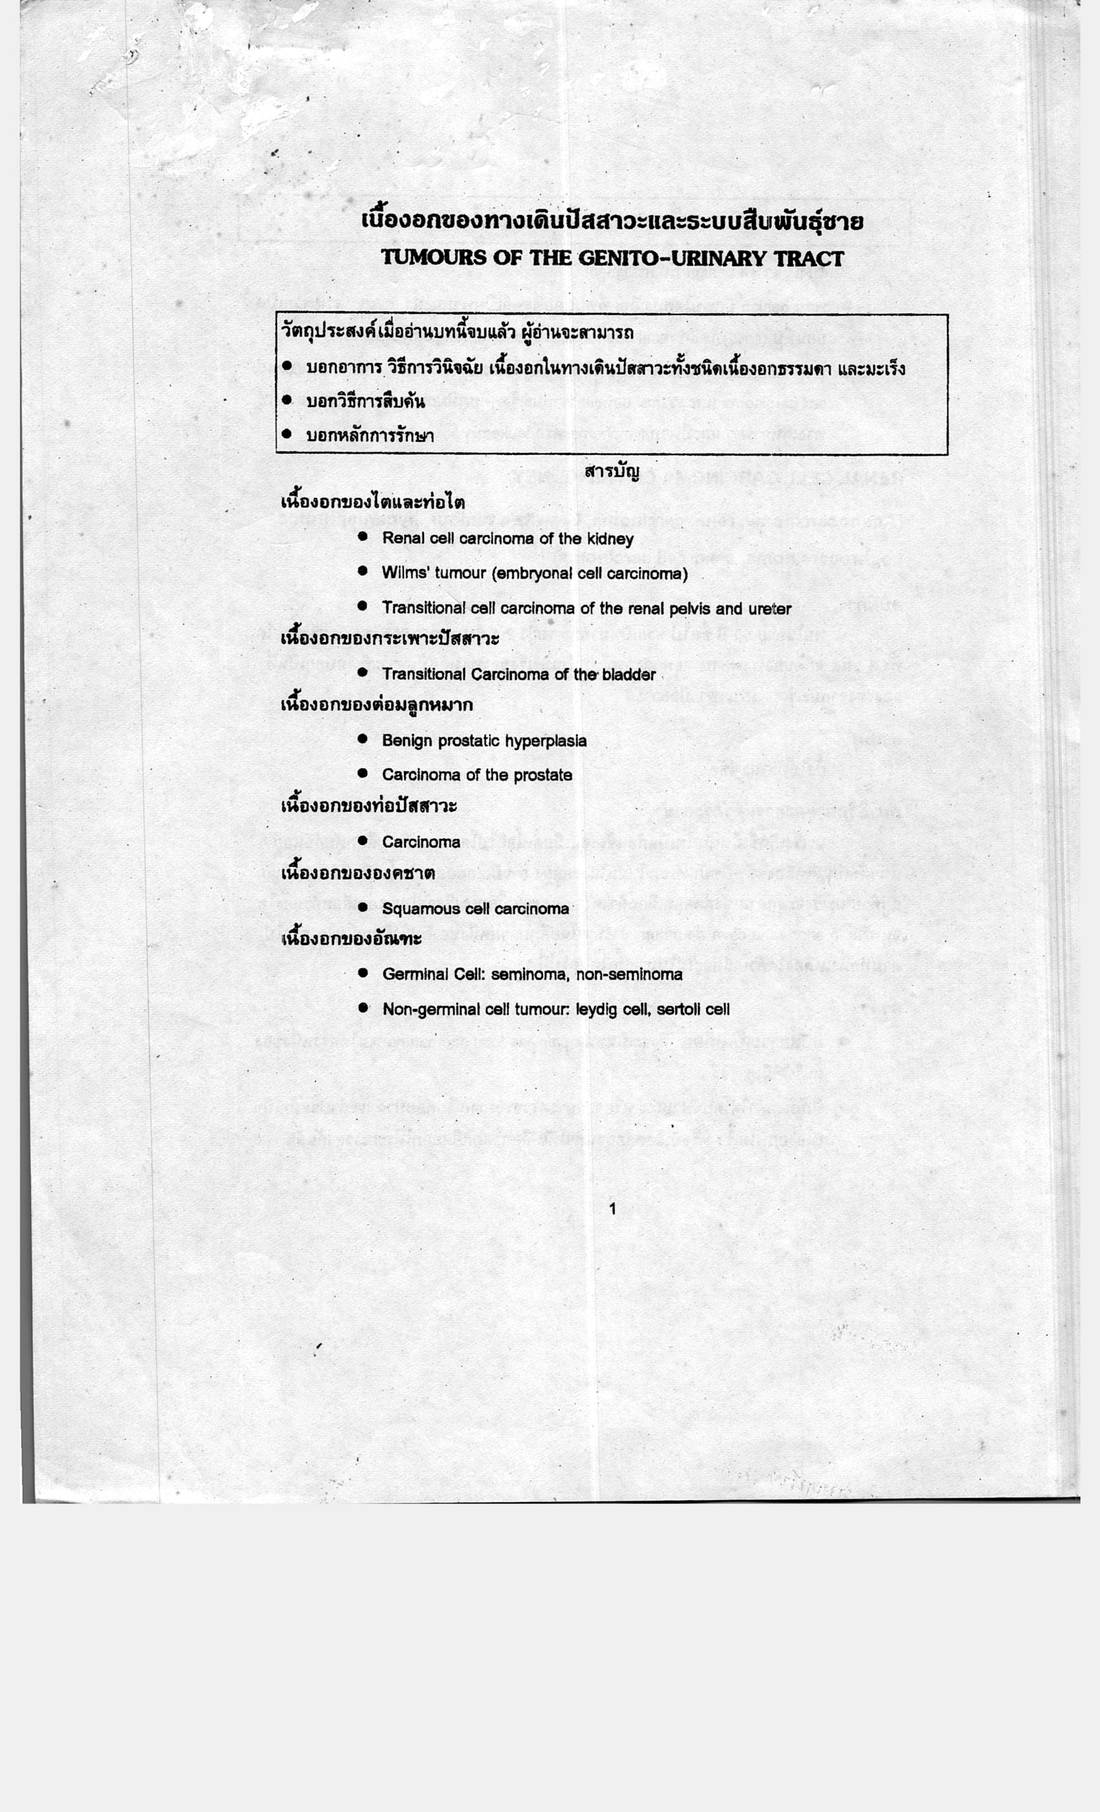 เนื้องอกของทางเดินปัสสาวะและระบบสืบพันธุ์ชาย
TUMOURS OF THE GENITO-URINARY TRACT
วัตถุประสงค์เมื่ออ่านบทนี้จบแล้ว ผู้อ่านจะสามารถ
● บอกอาการ วิธีการวินิจฉัย เนื้องอกในทางเดินปัสสาวะทั้งชนิดเนื้องอกธรรมดา และมะเร็ง
● บอกวิธีการสืบค้น
● บอกหลักการรักษา
สารบัญ
เนื้องอกของไตและท่อไต
● Renal cell carcinoma of the kidney
● Wilms' tumour (embryonal cell carcinoma)
● Transitional cell carcinoma of the renal pelvis and ureter
เนื้องอกของกระเพาะปัสสาวะ
● Transitional Carcinoma of the bladder
เนื้องอกของต่อมลูกหมาก
● Benign prostatic hyperplasia
● Carcinoma of the prostate
เนื้องอกของท่อปัสสาวะ
● Carcinoma
เนื้องอกขององคชาต
● Squamous cell carcinoma
เนื้องอกของอัณฑะ
● Germinal Cell: seminoma, non-seminoma
● Non-germinal cell tumour: leydig cell, sertoli cell
1